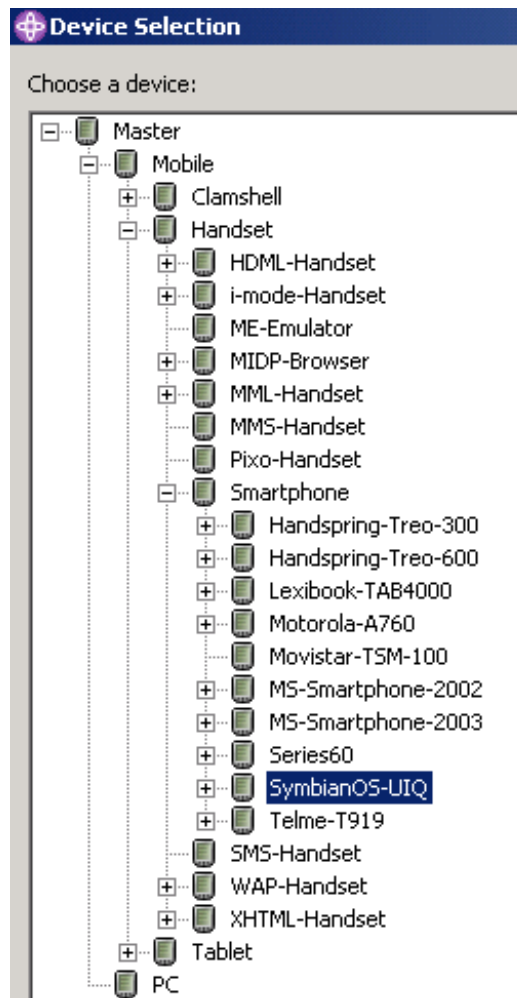 Device Selection
Choose a device:
Master
Mobile
Clamshell
Handset
HDML-Handset
i-mode-Handset
ME-Emulator
MIDP-Browser
MML-Handset
MMS-Handset
Pixo-Handset
Smartphone
Handspring-Treo-300
Handspring-Treo-600
Lexibook-TAB4000
Motorola-A760
Movistar-TSM-100
MS-Smartphone-2002
MS-Smartphone-2003
Series60
SymbianOS-UIQ
Telme-T919
SMS-Handset
WAP-Handset
XHTML-Handset
Tablet
PC